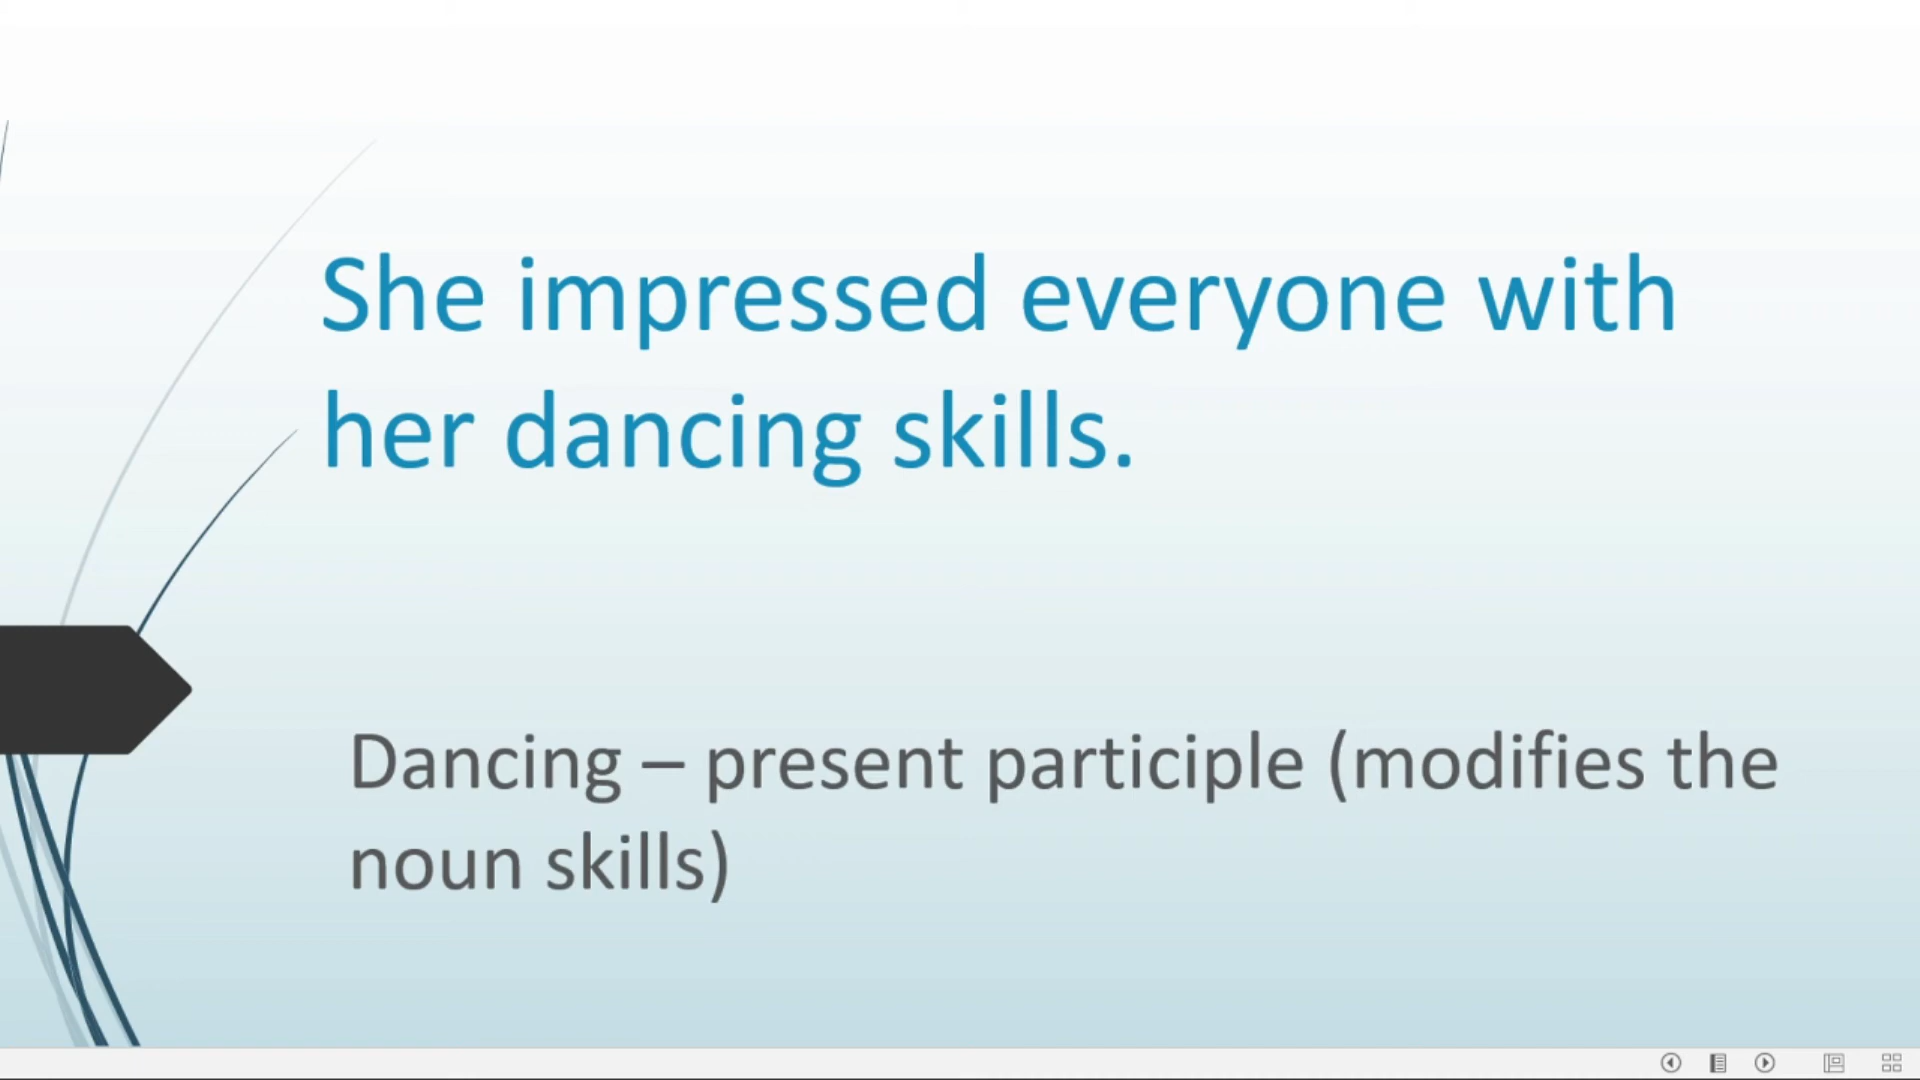 She impressed everyone with
her dancing skills.
Dancing – present participle (modifies the
noun skills)